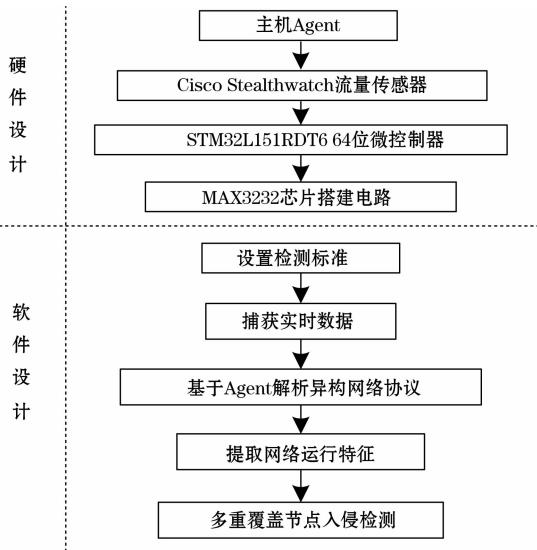 硬件设计
主机Agent
Cisco Stealthwatch流量传感器
STM32L151RDT6 64位微控制器
MAX3232芯片搭建电路
软件设计
设置检测标准
捕获实时数据
基于Agent解析异构网络协议
提取网络运行特征
多重覆盖节点入侵检测